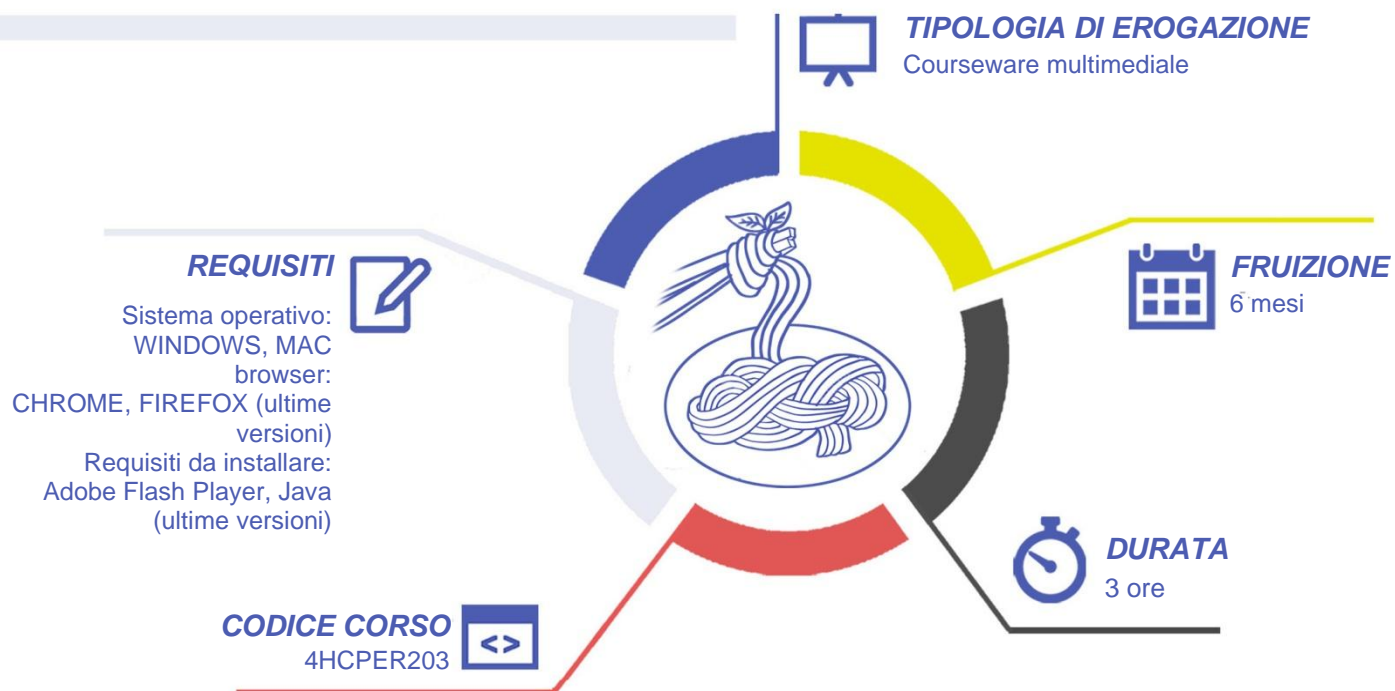 TIPOLOGIA DI EROGAZIONE
Courseware multimediale
REQUISITI
Sistema operativo:
WINDOWS, MAC
browser:
CHROME, FIREFOX (ultime
versioni)
Requisiti da installare:
Adobe Flash Player, Java
(ultime versioni)
FRUIZIONE
6 mesi
DURATA
3 ore
CODICE CORSO
4HCPER203
<>